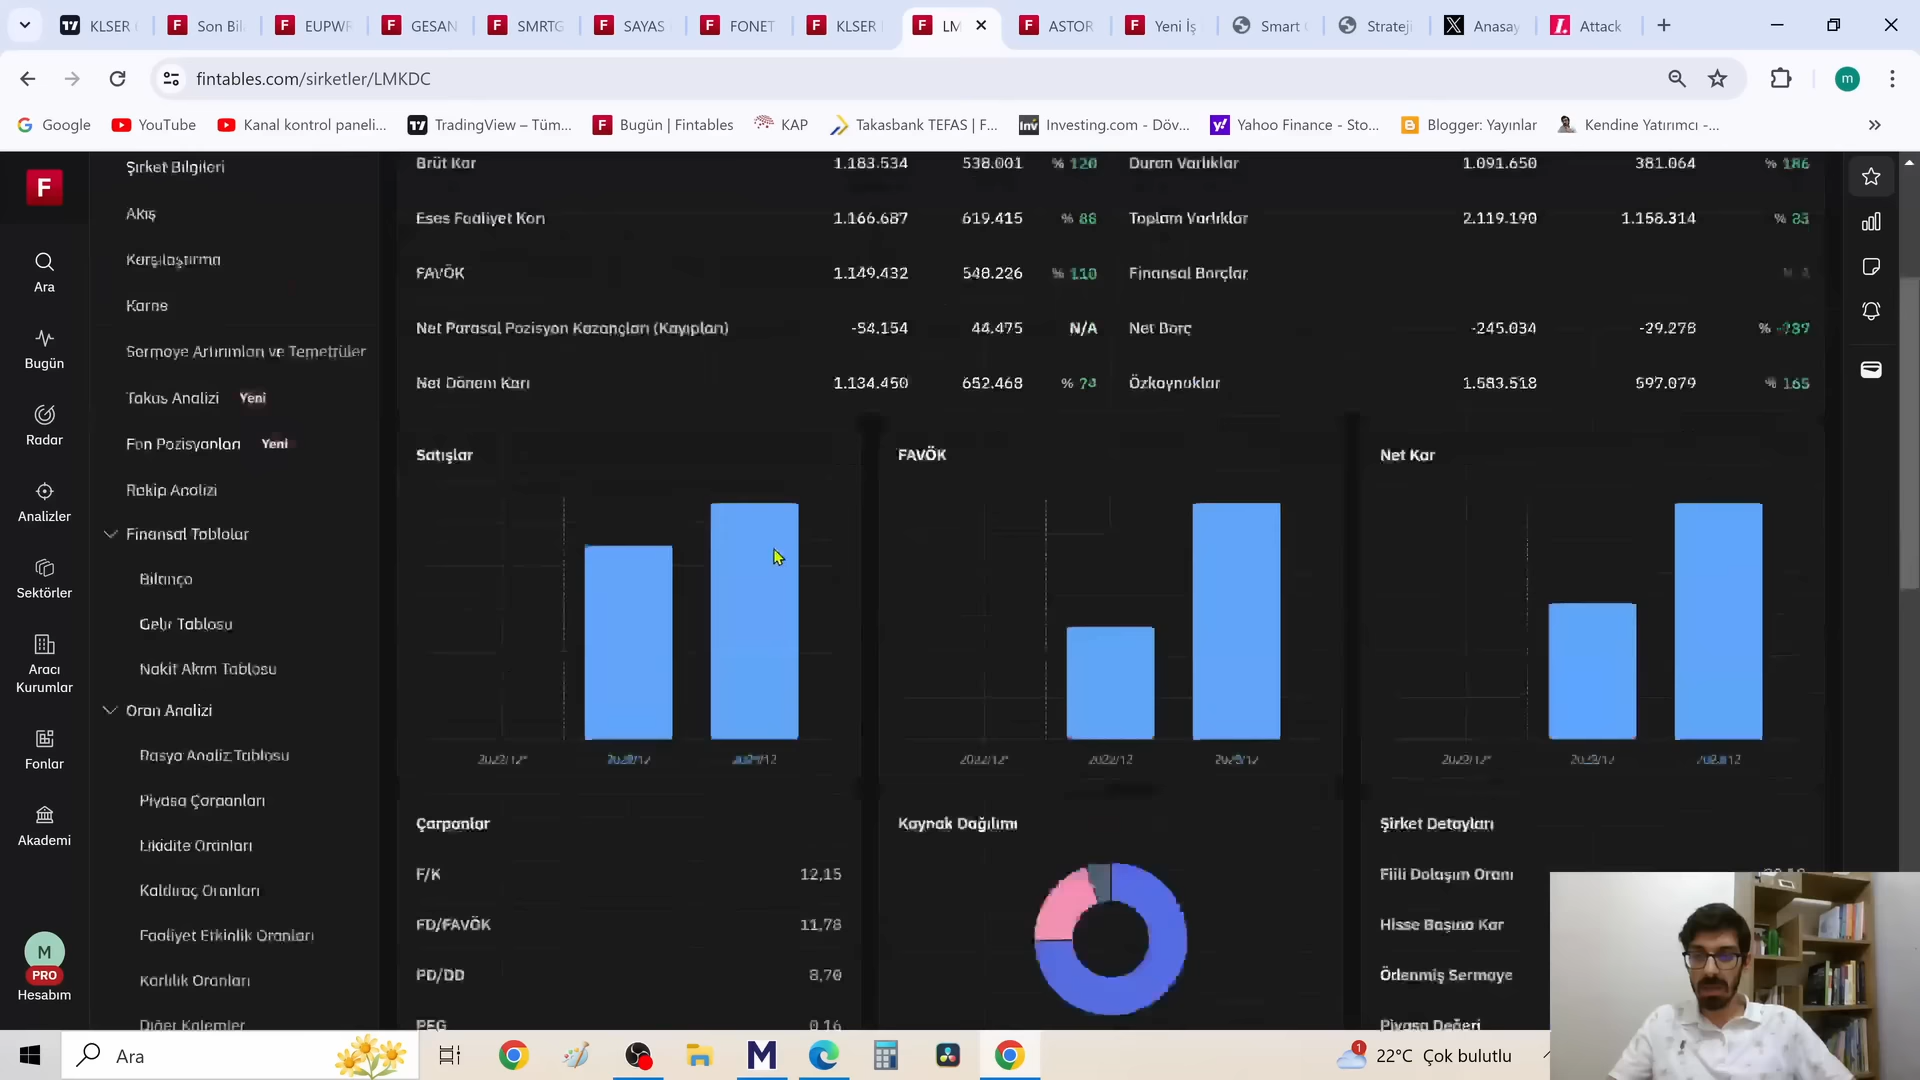 KLSER
Son Bil
EUPWR
GESAN
SMRTG
SAYAS
FONET
KLSER
LM
ASTOR
Yeni İş
Smart
Strateji
Anasay
Attack
fintables.com/sirketler/LMKDC
m
Google
YouTube
Kanal kontrol paneli...
TradingView – Tüm...
Bugün | Fintables
KAP
Takasbank TEFAS | F...
Investing.com - Döv...
Yahoo Finance - Sto...
Blogger: Yayınlar
Kendine Yatırımcı -...
Ara
Bugün
Radar
Analizler
Sektörler
Aracı
Kurumlar
Fonlar
Akademi
M
PRO
Hesabım
Şirket Bilgileri
Akış
Karşılaştırma
Karne
Sermaye Artırımları ve Temettüler
Takas Analizi Yeni
Fon Pozisyonları Yeni
Rakip Analizi
Finansal Tablolar
Bilanço
Gelir Tablosu
Nakit Akım Tablosu
Oran Analizi
Rasyo Analiz Tablosu
Piyasa Çarpanları
Likidite Oranları
Kaldıraç Oranları
Faaliyet Etkinlik Oranları
Karlılık Oranları
Diğer Kalemler
Brüt Kar 1.183.534 538.001 % 120
Esas Faaliyet Karı 1.166.687 619.415 % 88
FAVÖK 1.149.432 548.226 % 110
Net Parasal Pozisyon Kazançları (Kayıpları) -54.154 44.475 N/A
Net Dönem Karı 1.134.450 652.468 % 74
Duran Varlıklar 1.091.650 381.064 % 186
Toplam Varlıklar 2.119.190 1.158.314 % 83
Finansal Borçlar
Net Borç -245.034 -29.278
Özkaynaklar 1.583.518 597.079 % 165
Satışlar
FAVÖK
Net Kar
Çarpanlar
F/K 12,15
FD/FAVÖK 11,78
PD/DD 8,70
PEG 0,16
Kaynak Dağılımı
Şirket Detayları
Fiili Dolaşım Oranı
Hisse Başına Kar
Ödenmiş Sermaye
Piyasa Değeri
Ara
1
22°C Çok bulutlu